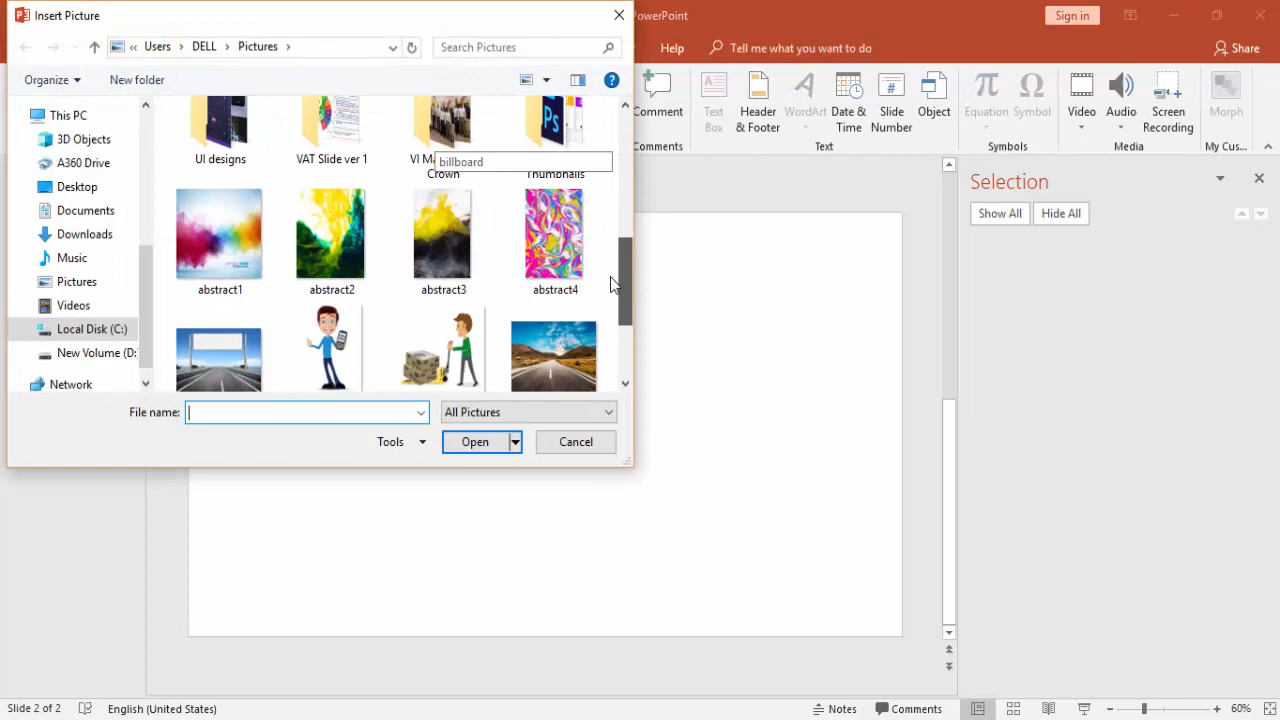 Insert Picture
PowerPoint
Sign in
Users
DELL
Pictures
Search Pictures
Help
Tell me what you want to do
Share
Organize
New folder
Comment
Text Box
Header & Footer
WordArt
Date & Time
Slide Number
Object
Equation
Symbol
Video
Audio
Screen Recording
Morph
Comments
Text
Symbols
Media
My Cus...
This PC
3D Objects
A360 Drive
Desktop
Documents
Downloads
Music
Pictures
Videos
Local Disk (C:)
New Volume (D:
Network
UI designs
VAT Slide ver 1
Crown
Thumbnails
billboard
Ps
abstract1
abstract2
abstract3
abstract4
File name:
All Pictures
Tools
Open
Cancel
Selection
Show All
Hide All
Slide 2 of 2
English (United States)
Notes
Comments
60%